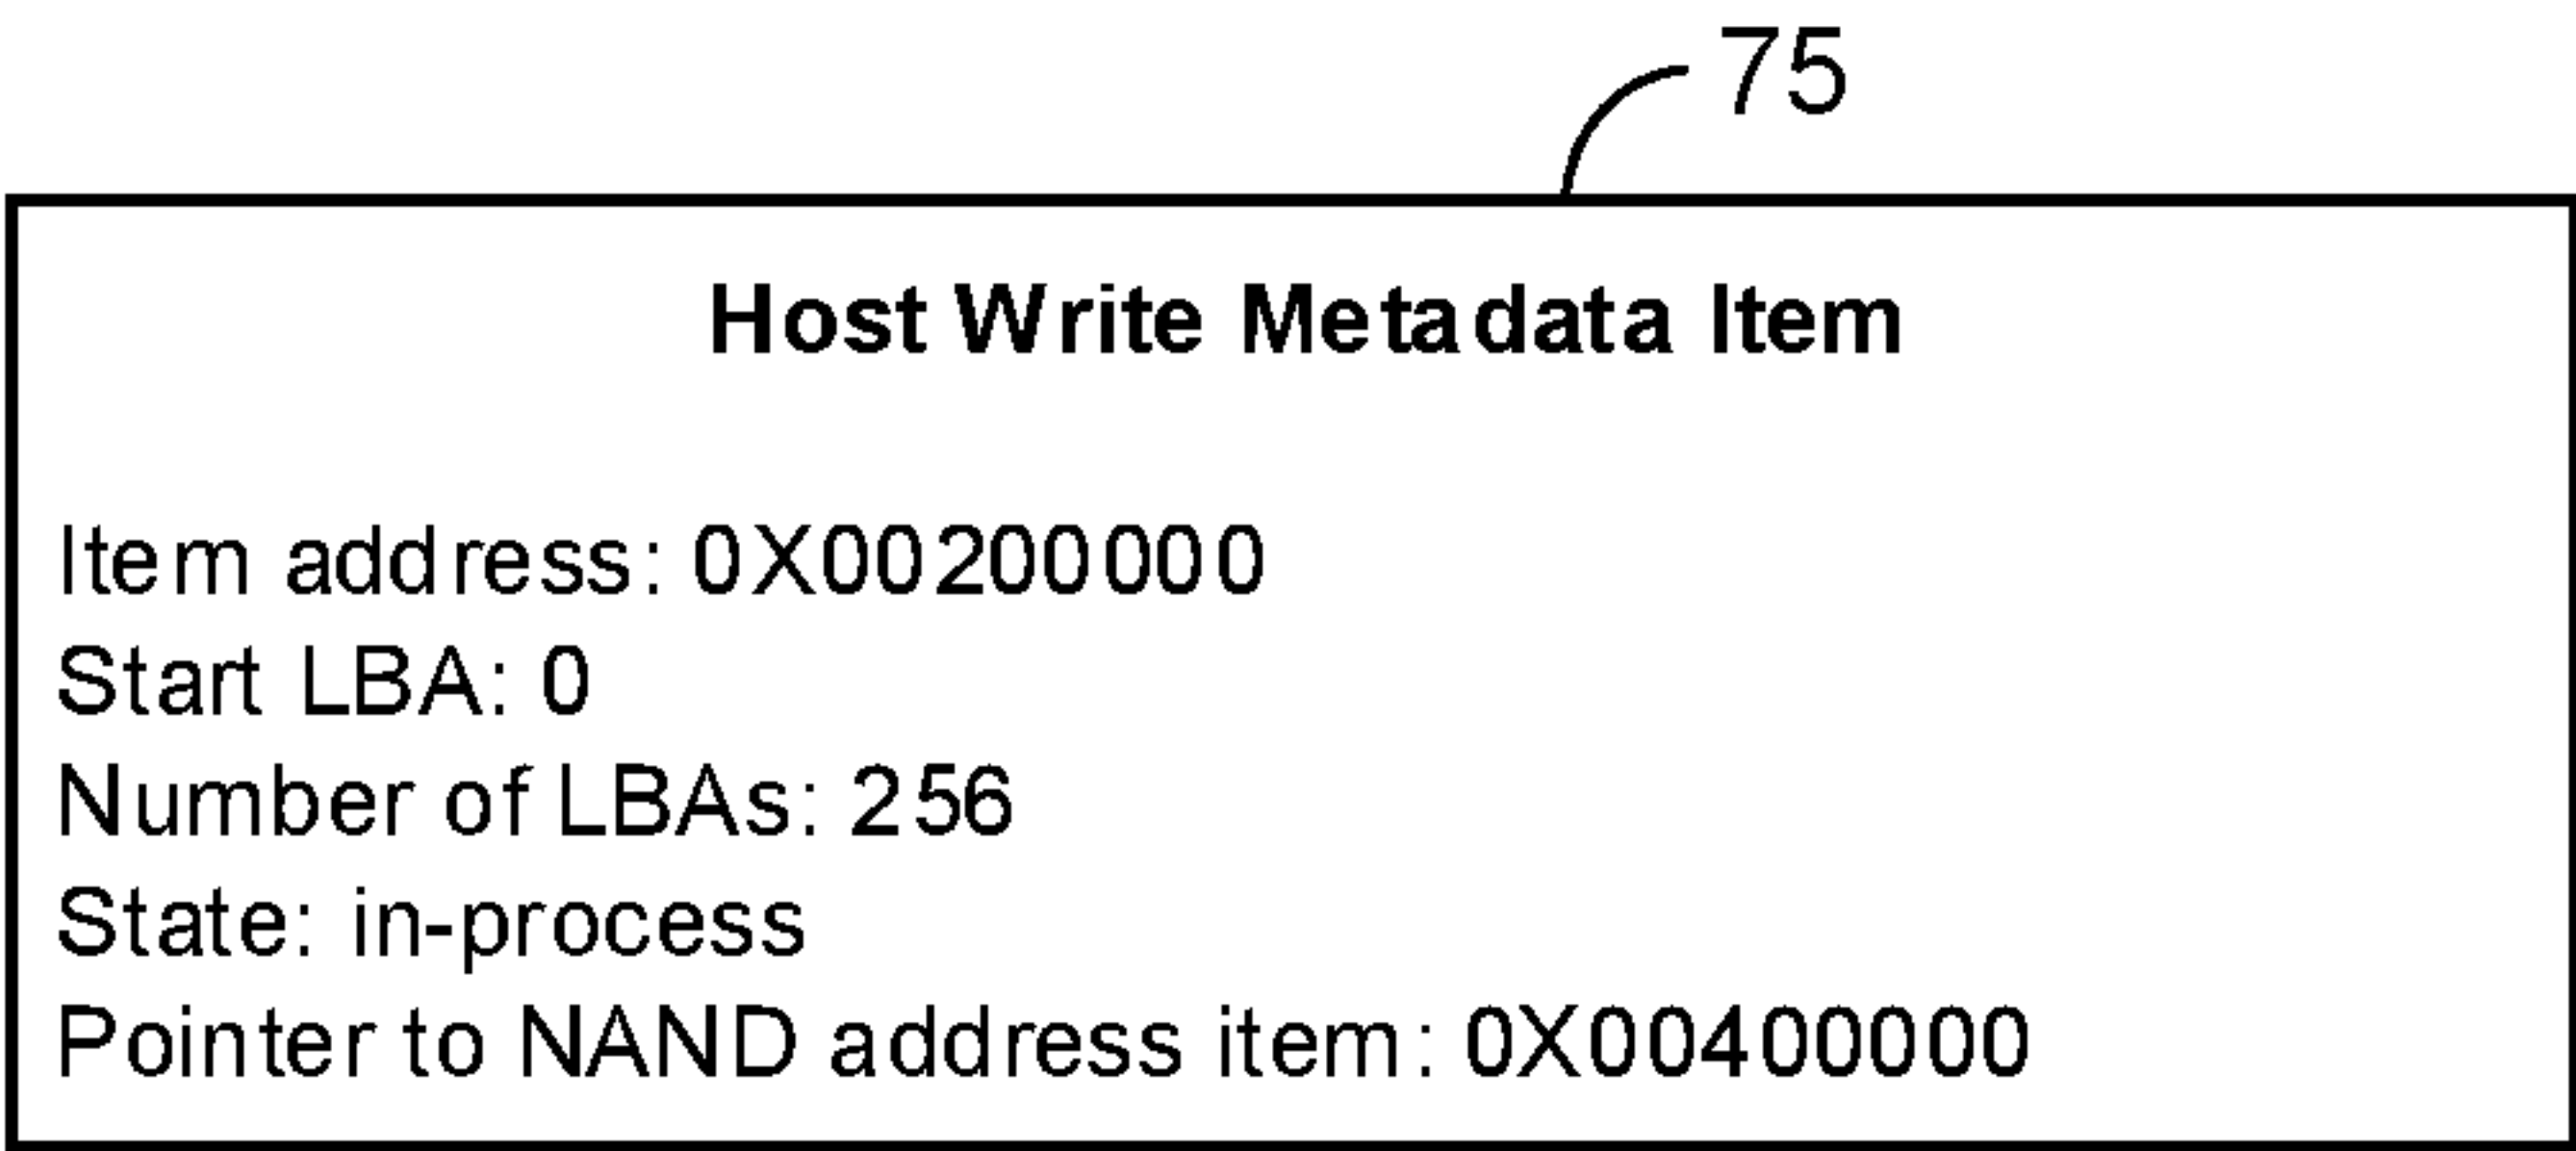 75
Host Write Metadata Item
Item address: 0X00200000
Start LBA: 0
Number of LBAs: 256
State: in-process
Pointer to NAND address item: 0X00400000